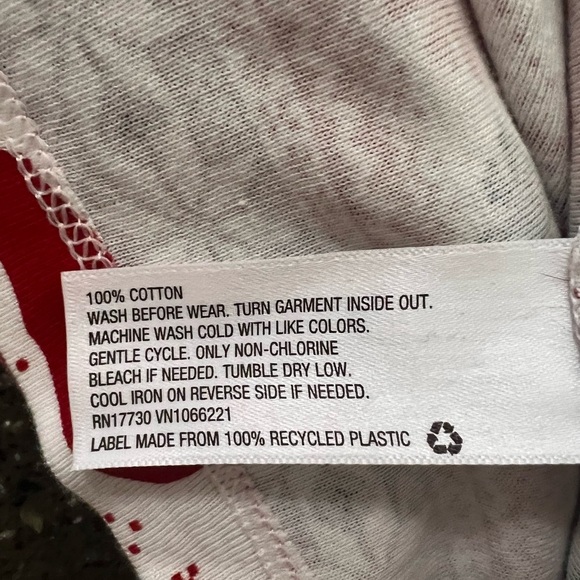 100% COTTON
WASH BEFORE WEAR. TURN GARMENT INSIDE OUT.
MACHINE WASH COLD WITH LIKE COLORS.
GENTLE CYCLE. ONLY NON-CHLORINE
BLEACH IF NEEDED. TUMBLE DRY LOW.
COOL IRON ON REVERSE SIDE IF NEEDED.
RN17730 VN1066221
LABEL MADE FROM 100% RECYCLED PLASTIC